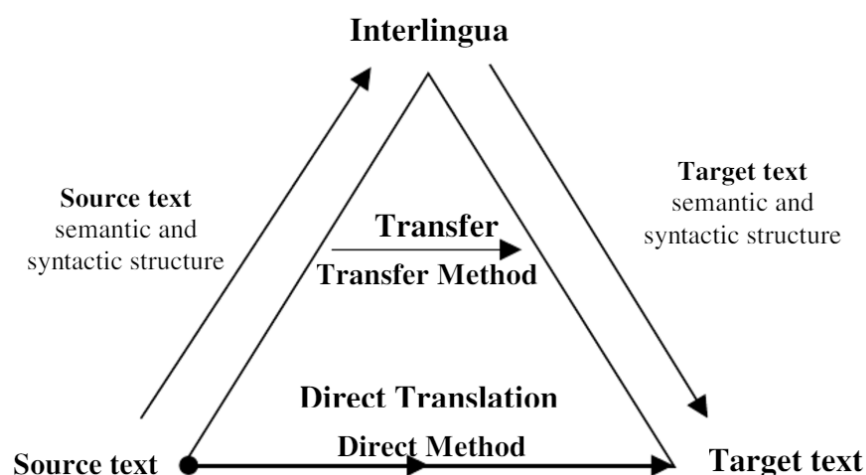 Interlingua
Source text
semantic and
syntactic structure
Target text
semantic and
syntactic structure
Transfer
Transfer Method
Direct Translation
Direct Method
Source text
Target text